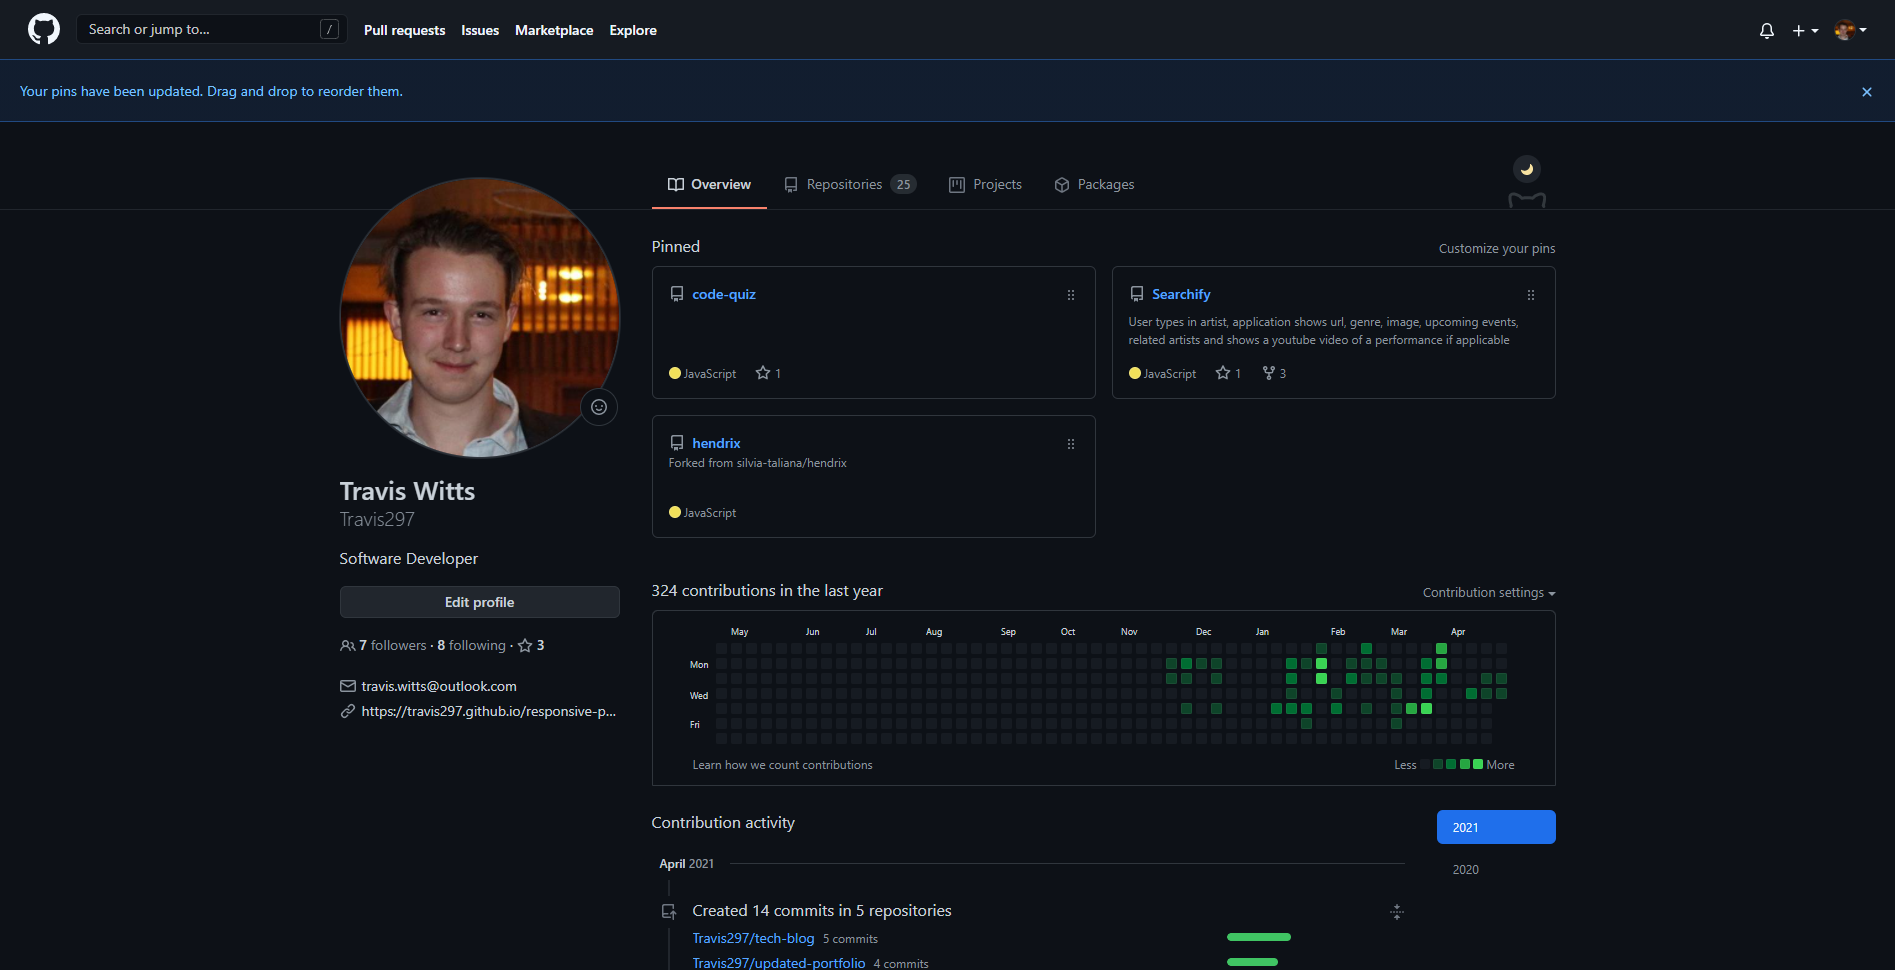 Search or jump to...
/
Pull requests
Issues
Marketplace
Explore
Your pins have been updated. Drag and drop to reorder them.
Overview
Repositories 25
Projects
Packages
Travis Witts
Travis297
Software Developer
Edit profile
7 followers · 8 following · 3
travis.witts@outlook.com
https://travis297.github.io/responsive-p...
Pinned
Customize your pins
code-quiz
JavaScript 1
Searchify
User types in artist, application shows url, genre, image, upcoming events,
related artists and shows a youtube video of a performance if applicable
JavaScript 1 3
hendrix
Forked from silvia-taliana/hendrix
JavaScript
324 contributions in the last year
Contribution settings
May Jun Jul Aug Sep Oct Nov Dec Jan Feb Mar Apr
Mon
Wed
Fri
Learn how we count contributions
Less More
Contribution activity
2021
2020
April 2021
Created 14 commits in 5 repositories
Travis297/tech-blog 5 commits
Travis297/updated-portfolio 4 commits